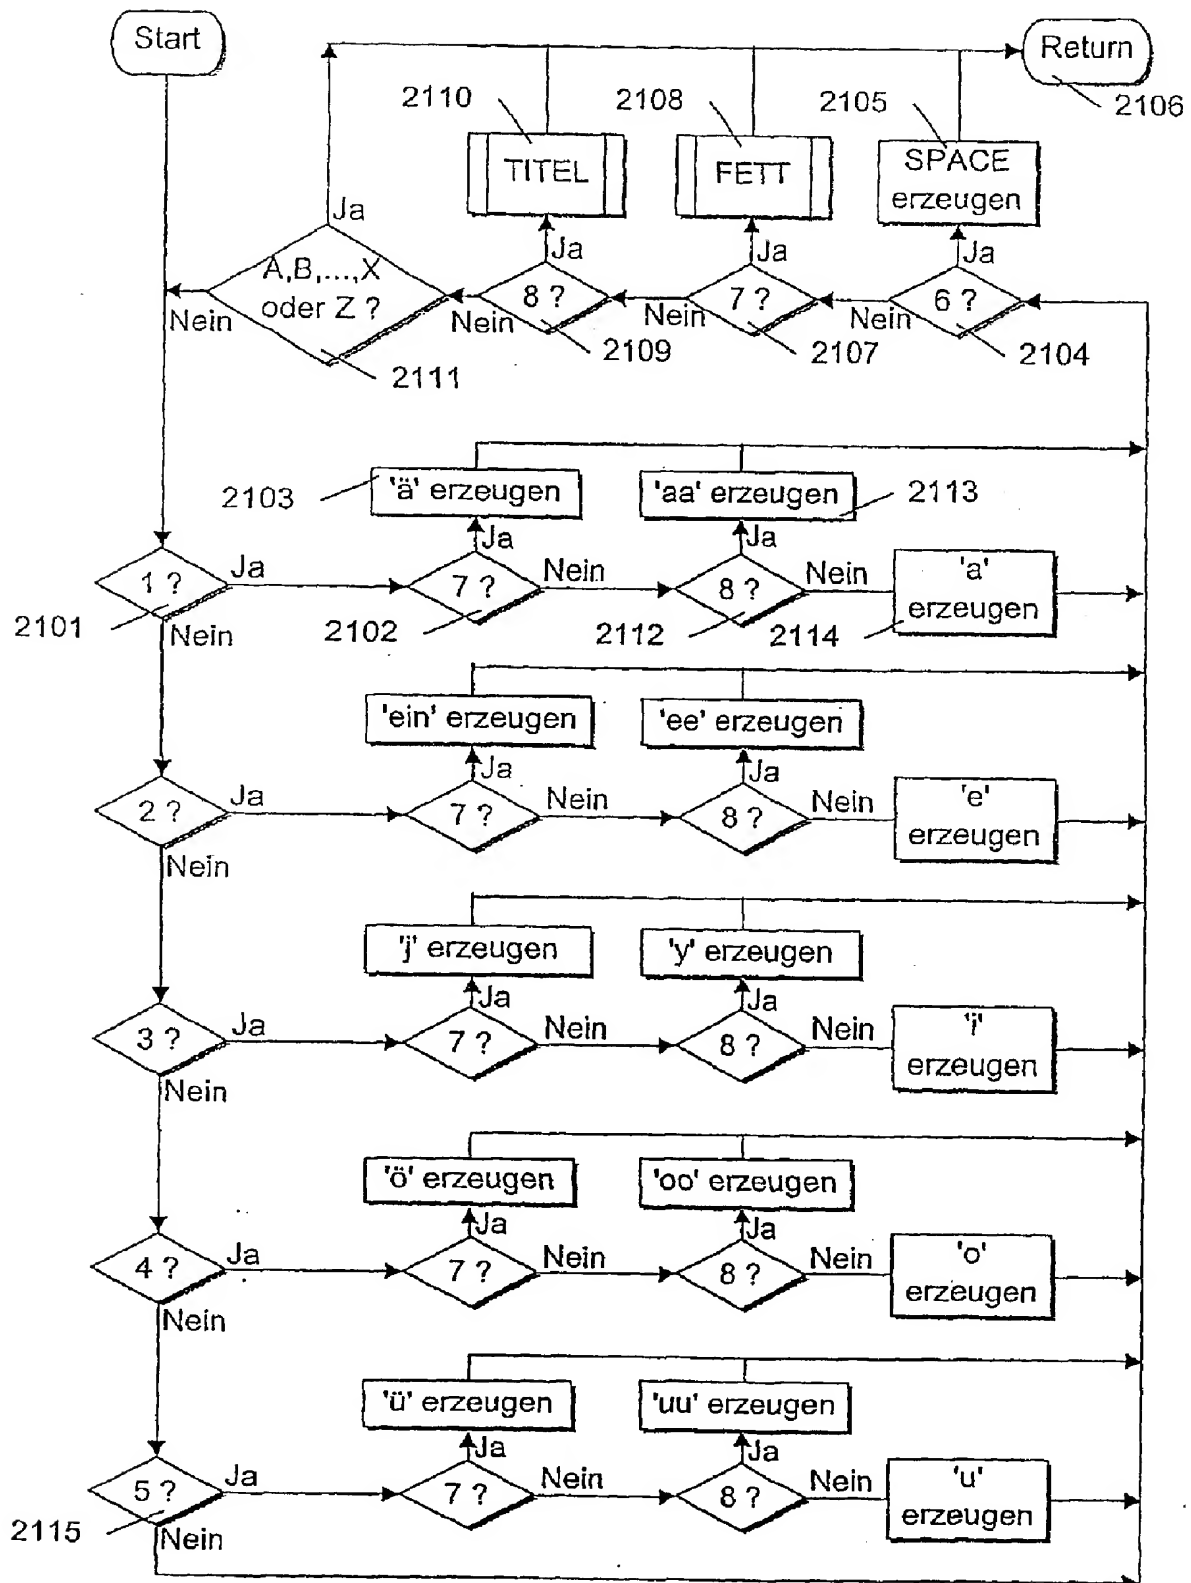 Start
Return
2106
2110
2108
2105
TITEL
FETT
SPACE
erzeugen
Ja
Ja
Ja
Ja
A,B,...,X
oder Z ?
8 ?
7 ?
6 ?
Nein
Nein
Nein
Nein
2111
2109
2107
2104
2103
'ä' erzeugen
'aa' erzeugen
2113
Ja
Ja
1 ?
Ja
7 ?
Nein
8 ?
Nein
'a'
erzeugen
2101
Nein
2102
2112
2114
'ein' erzeugen
'ee' erzeugen
Ja
Ja
2 ?
Ja
7 ?
Nein
8 ?
Nein
'e'
erzeugen
Nein
'j' erzeugen
'y' erzeugen
Ja
Ja
3 ?
Ja
7 ?
Nein
8 ?
Nein
'i'
erzeugen
Nein
'ö' erzeugen
'oo' erzeugen
Ja
Ja
4 ?
Ja
7 ?
Nein
8 ?
Nein
'o'
erzeugen
Nein
'ü' erzeugen
'uu' erzeugen
Ja
Ja
5 ?
Ja
7 ?
Nein
8 ?
Nein
'u'
erzeugen
2115
Nein